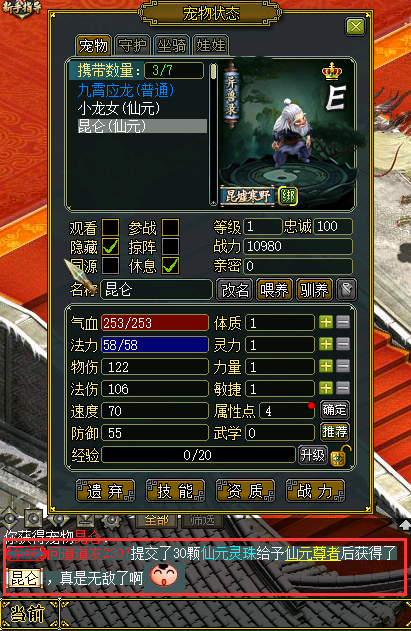 新手指导
宠物状态
宠物 守护 坐骑 娃娃
携带数量: 3/7
九霄应龙(普通)
小龙女(仙元)
昆仑(仙元)
异兽录
E
昆墟寒野 绑
观看 参战 等级 1 忠诚 100
隐藏 掠阵 战力 10980
同源 休息 亲密 0
名称 昆仑 改名 喂养 驯养
气血 253/253 体质 1
法力 58/58 灵力 1
物伤 122 力量 1
法伤 106 敏捷 1
速度 70 属性点 4 确定
防御 55 武学 0 推荐
经验 0/20 升级
遗弃 技能 资质 战力
全部 筛选
你获得宠物昆仑。
提交了30颗仙元灵珠给予仙元尊者后获得了
昆仑，真是无敌了啊
当前